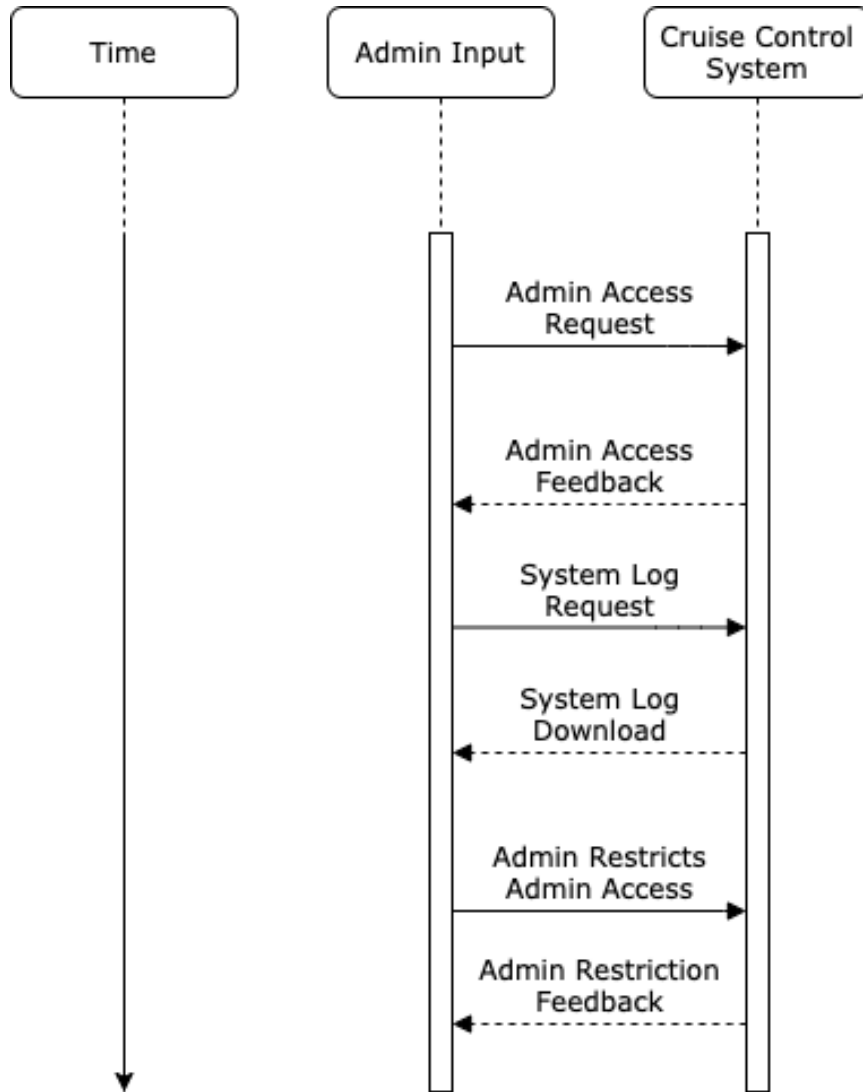 Time
Admin Input
Cruise Control
System
Admin Access
Request
Admin Access
Feedback
System Log
Request
System Log
Download
Admin Restricts
Admin Access
Admin Restriction
Feedback